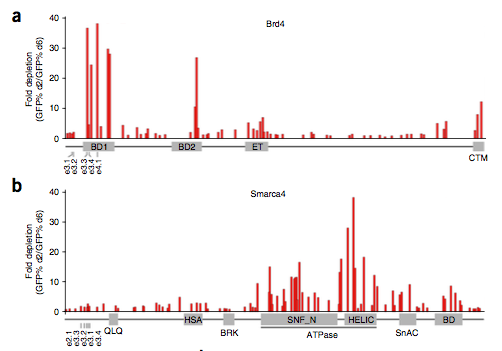 a
Brd4
Fold depletion
(GFP% d2/GFP% d6)
40
30
20
10
0
BD1
BD2
ET
CTM
e3.1
e3.2
e3.3
e3.4
e4.1
b
Smarca4
Fold depletion
(GFP% d2/GFP% d6)
40
30
20
10
0
HSA
SNF_N
HELIC
BD
QLQ
BRK
ATPase
SnAC
e2.1
e3.3
e3.2
e3.1
e3.4